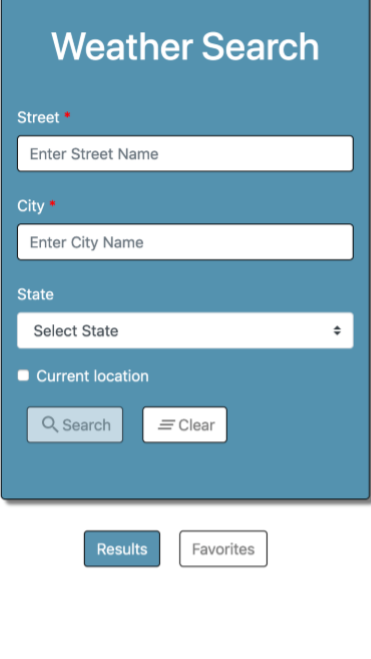 Weather Search
Street *
Enter Street Name
City *
Enter City Name
State
Select State
Current location
Search Clear
Results Favorites